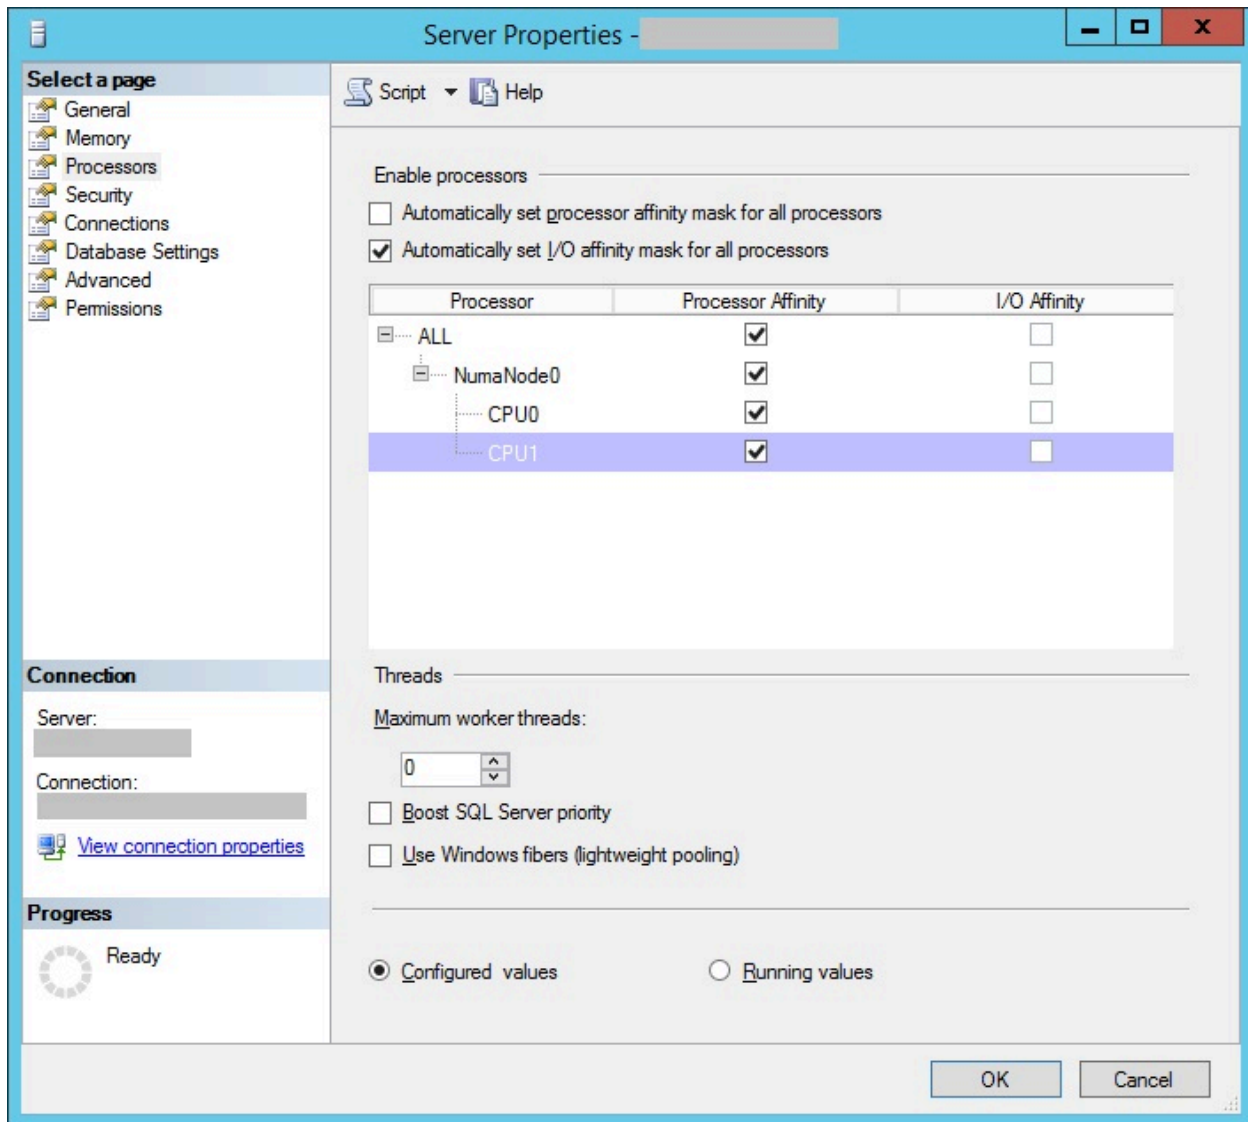 Server Properties -
X
Select a page
General
Memory
Processors
Security
Connections
Database Settings
Advanced
Permissions
Connection
Server:
Connection:
View connection properties
Progress
Ready
Script
Help
Enable processors
Automatically set processor affinity mask for all processors
Automatically set I/O affinity mask for all processors
Processor Processor Affinity I/O Affinity
ALL
NumaNode0
CPU0
CPU1
Threads
Maximum worker threads:
0
Boost SQL Server priority
Use Windows fibers (lightweight pooling)
Configured values Running values
OK Cancel